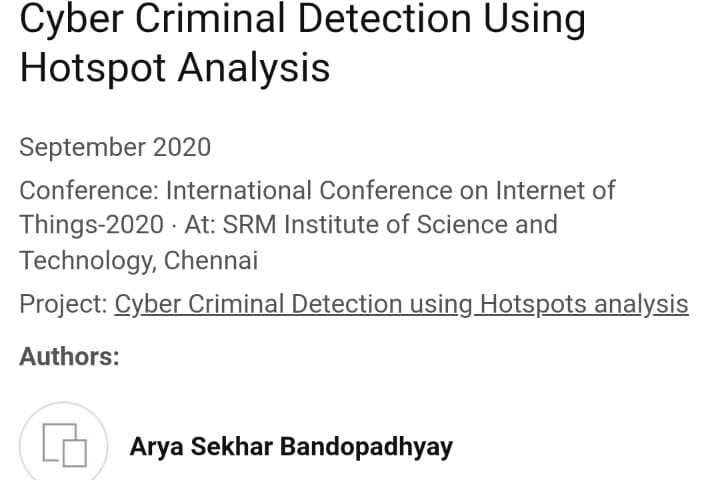 Cyber Criminal Detection Using
Hotspot Analysis
September 2020
Conference: International Conference on Internet of
Things-2020 · At: SRM Institute of Science and
Technology, Chennai
Project: Cyber Criminal Detection using Hotspots analysis
Authors:
Arya Sekhar Bandopadhyay